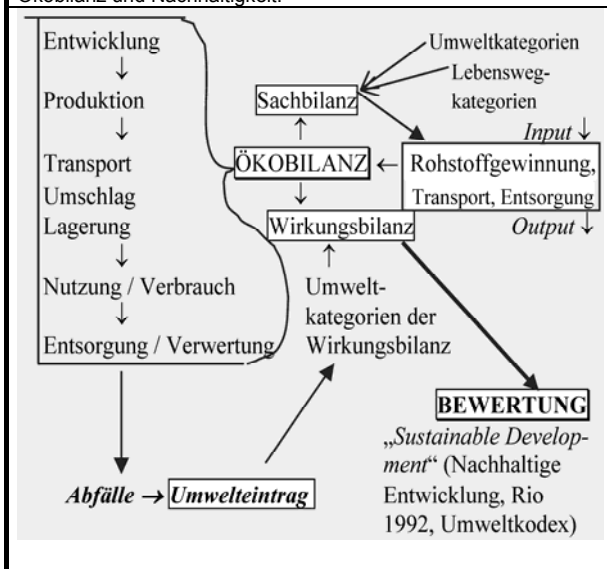 Ökobilanz und Nachhaltigkeit.
Entwicklung
↓
Produktion
↓
Transport
Umschlag
Lagerung
↓
Nutzung / Verbrauch
↓
Entsorgung / Verwertung
Abfälle → Umwelteintrag
Umweltkategorien
Lebensweg-
kategorien
Sachbilanz
↑
ÖKOBILANZ ←
↓
Wirkungsbilanz
↑
Umwelt-
kategorien der
Wirkungsbilanz
Input ↓
Rohstoffgewinnung,
Transport, Entsorgung
Output ↓
BEWERTUNG
„Sustainable Develop-
ment“ (Nachhaltige
Entwicklung, Rio
1992, Umweltkodex)